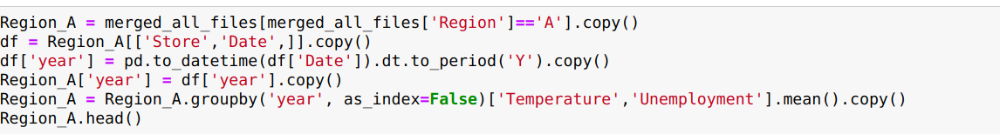 Region_A = merged_all_files[merged_all_files['Region']=='A'].copy()
df = Region_A[['Store','Date',]].copy()
df['year'] = pd.to_datetime(df['Date']).dt.to_period('Y').copy()
Region_A['year'] = df['year'].copy()
Region_A = Region_A.groupby('year', as_index=False)['Temperature','Unemployment'].mean().copy()
Region_A.head()